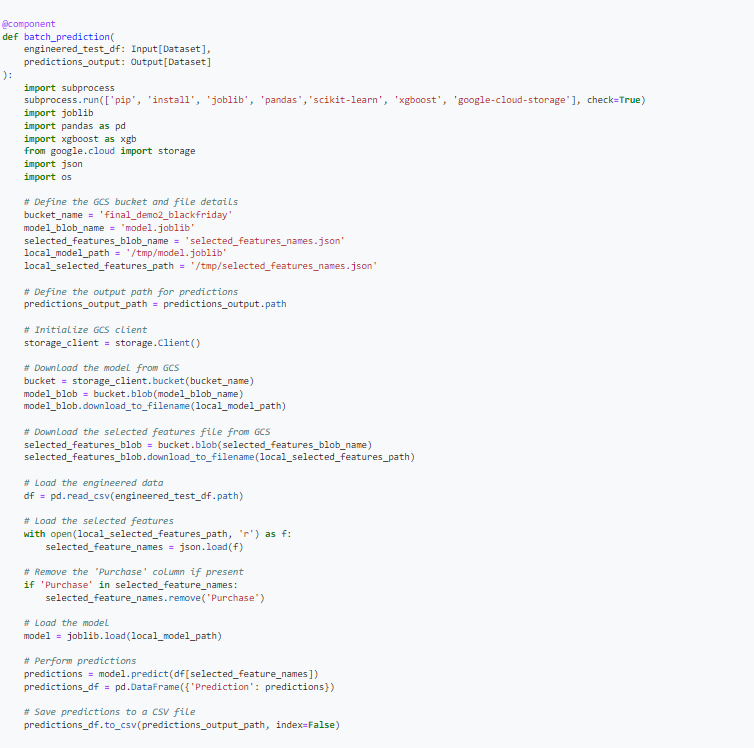 @component
def batch_prediction(
    engineered_test_df: Input[Dataset],
    predictions_output: Output[Dataset]
):
    import subprocess
    subprocess.run(['pip', 'install', 'joblib', 'pandas','scikit-learn', 'xgboost', 'google-cloud-storage'], check=True)
    import joblib
    import pandas as pd
    import xgboost as xgb
    from google.cloud import storage
    import json
    import os

    # Define the GCS bucket and file details
    bucket_name = 'final_demo2_blackfriday'
    model_blob_name = 'model.joblib'
    selected_features_blob_name = 'selected_features_names.json'
    local_model_path = '/tmp/model.joblib'
    local_selected_features_path = '/tmp/selected_features_names.json'

    # Define the output path for predictions
    predictions_output_path = predictions_output.path

    # Initialize GCS client
    storage_client = storage.Client()

    # Download the model from GCS
    bucket = storage_client.bucket(bucket_name)
    model_blob = bucket.blob(model_blob_name)
    model_blob.download_to_filename(local_model_path)

    # Download the selected features file from GCS
    selected_features_blob = bucket.blob(selected_features_blob_name)
    selected_features_blob.download_to_filename(local_selected_features_path)

    # Load the engineered data
    df = pd.read_csv(engineered_test_df.path)

    # Load the selected features
    with open(local_selected_features_path, 'r') as f:
        selected_feature_names = json.load(f)

    # Remove the 'Purchase' column if present
    if 'Purchase' in selected_feature_names:
        selected_feature_names.remove('Purchase')

    # Load the model
    model = joblib.load(local_model_path)

    # Perform predictions
    predictions = model.predict(df[selected_feature_names])
    predictions_df = pd.DataFrame({'Prediction': predictions})

    # Save predictions to a CSV file
    predictions_df.to_csv(predictions_output_path, index=False)